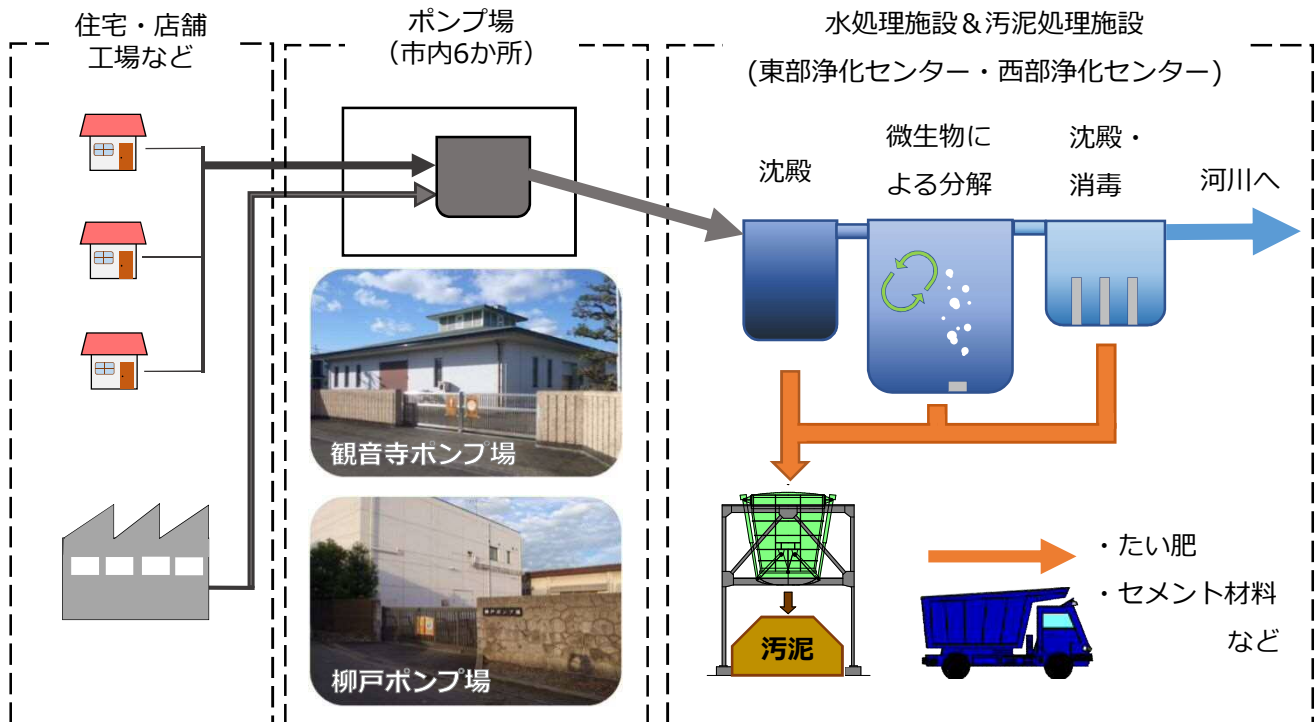 住宅・店舗
工場など
ポンプ場
（市内6か所）
水処理施設＆汚泥処理施設
(東部浄化センター・西部浄化センター)
沈殿
微生物に
よる分解
沈殿・
消毒
河川へ
観音寺ポンプ場
柳戸ポンプ場
汚泥
・たい肥
・セメント材料
など